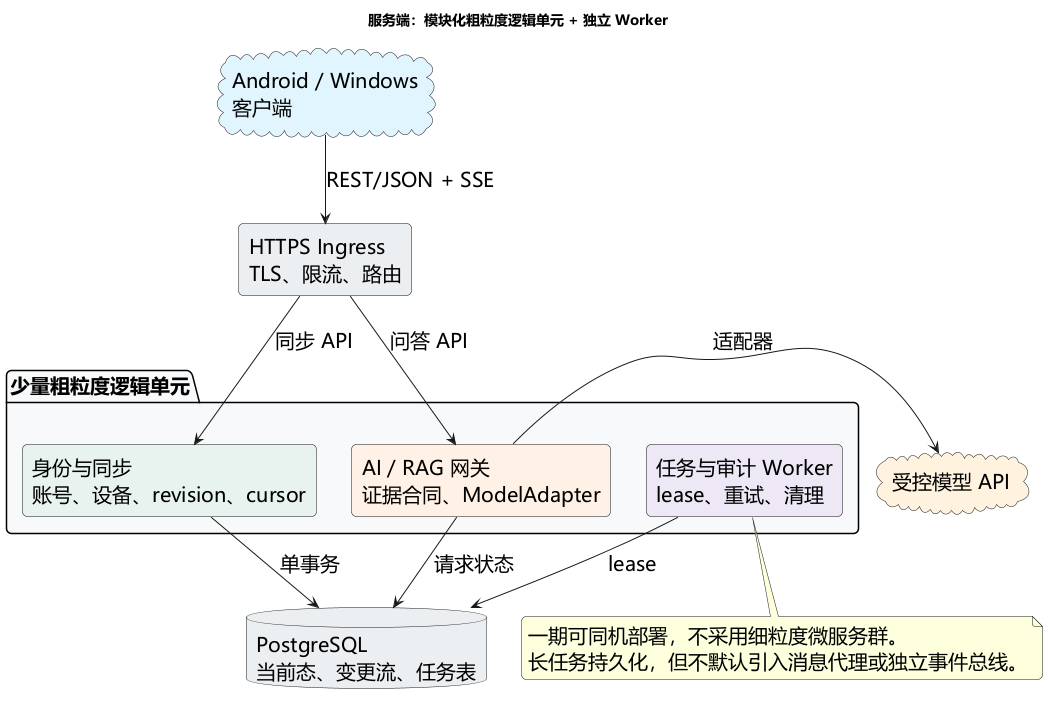 服务端：模块化粗粒度逻辑单元 + 独立 Worker
Android / Windows
客户端
REST/JSON + SSE
HTTPS Ingress
TLS、限流、路由
同步 API
问答 API
适配器
少量粗粒度逻辑单元
身份与同步
账号、设备、revision、cursor
AI / RAG 网关
证据合同、ModelAdapter
任务与审计 Worker
lease、重试、清理
受控模型 API
单事务
请求状态
lease
PostgreSQL
当前态、变更流、任务表
一期可同机部署，不采用细粒度微服务群。
长任务持久化，但不默认引入消息代理或独立事件总线。